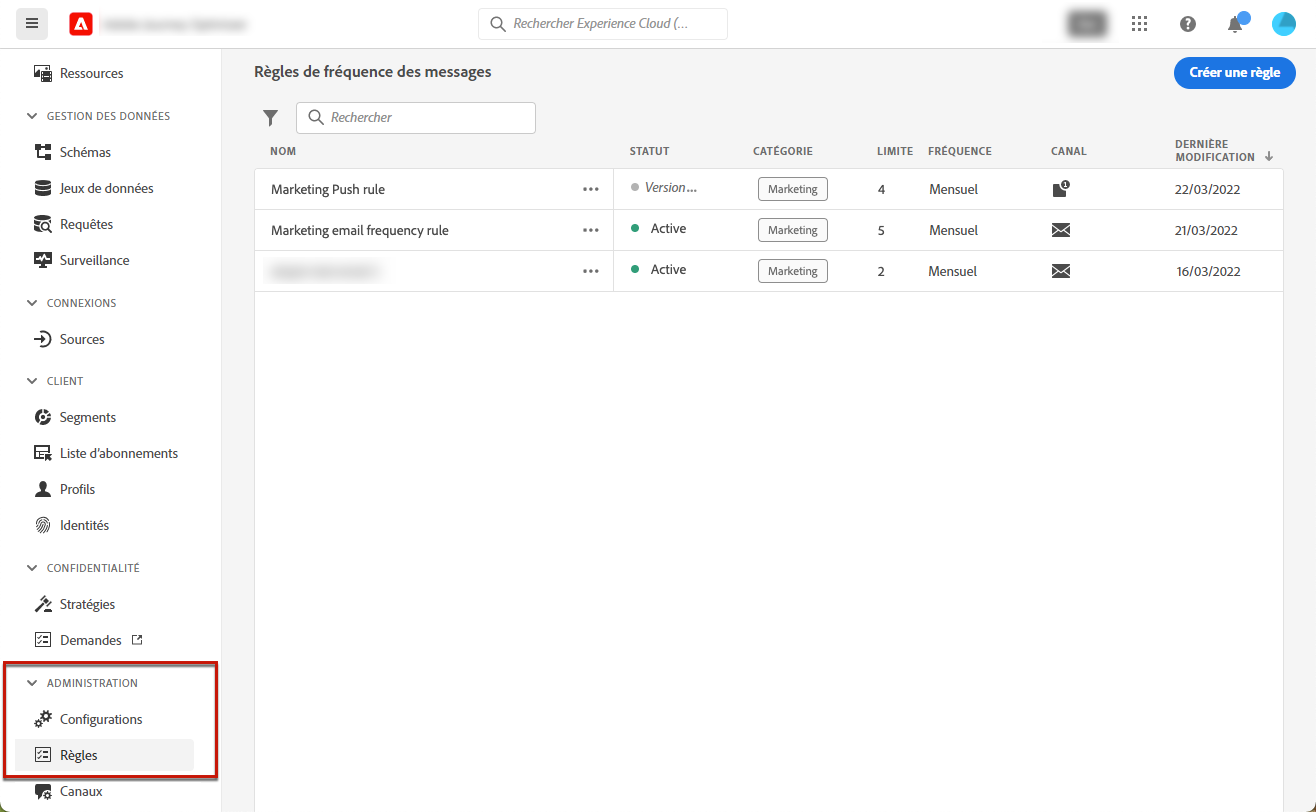 Rechercher Experience Cloud (...
Ressources
GESTION DES DONNÉES
Schémas
Jeux de données
Requêtes
Surveillance
CONNEXIONS
Sources
CLIENT
Segments
Liste d'abonnements
Profils
Identités
CONFIDENTIALITÉ
Stratégies
Demandes
ADMINISTRATION
Configurations
Règles
Canaux
Règles de fréquence des messages
Créer une règle
Rechercher
NOM STATUT CATÉGORIE LIMITE FRÉQUENCE CANAL DERNIÈRE MODIFICATION
Marketing Push rule ... Version... Marketing 4 Mensuel 1 22/03/2022
Marketing email frequency rule ... Active Marketing 5 Mensuel 21/03/2022
... Active Marketing 2 Mensuel 16/03/2022